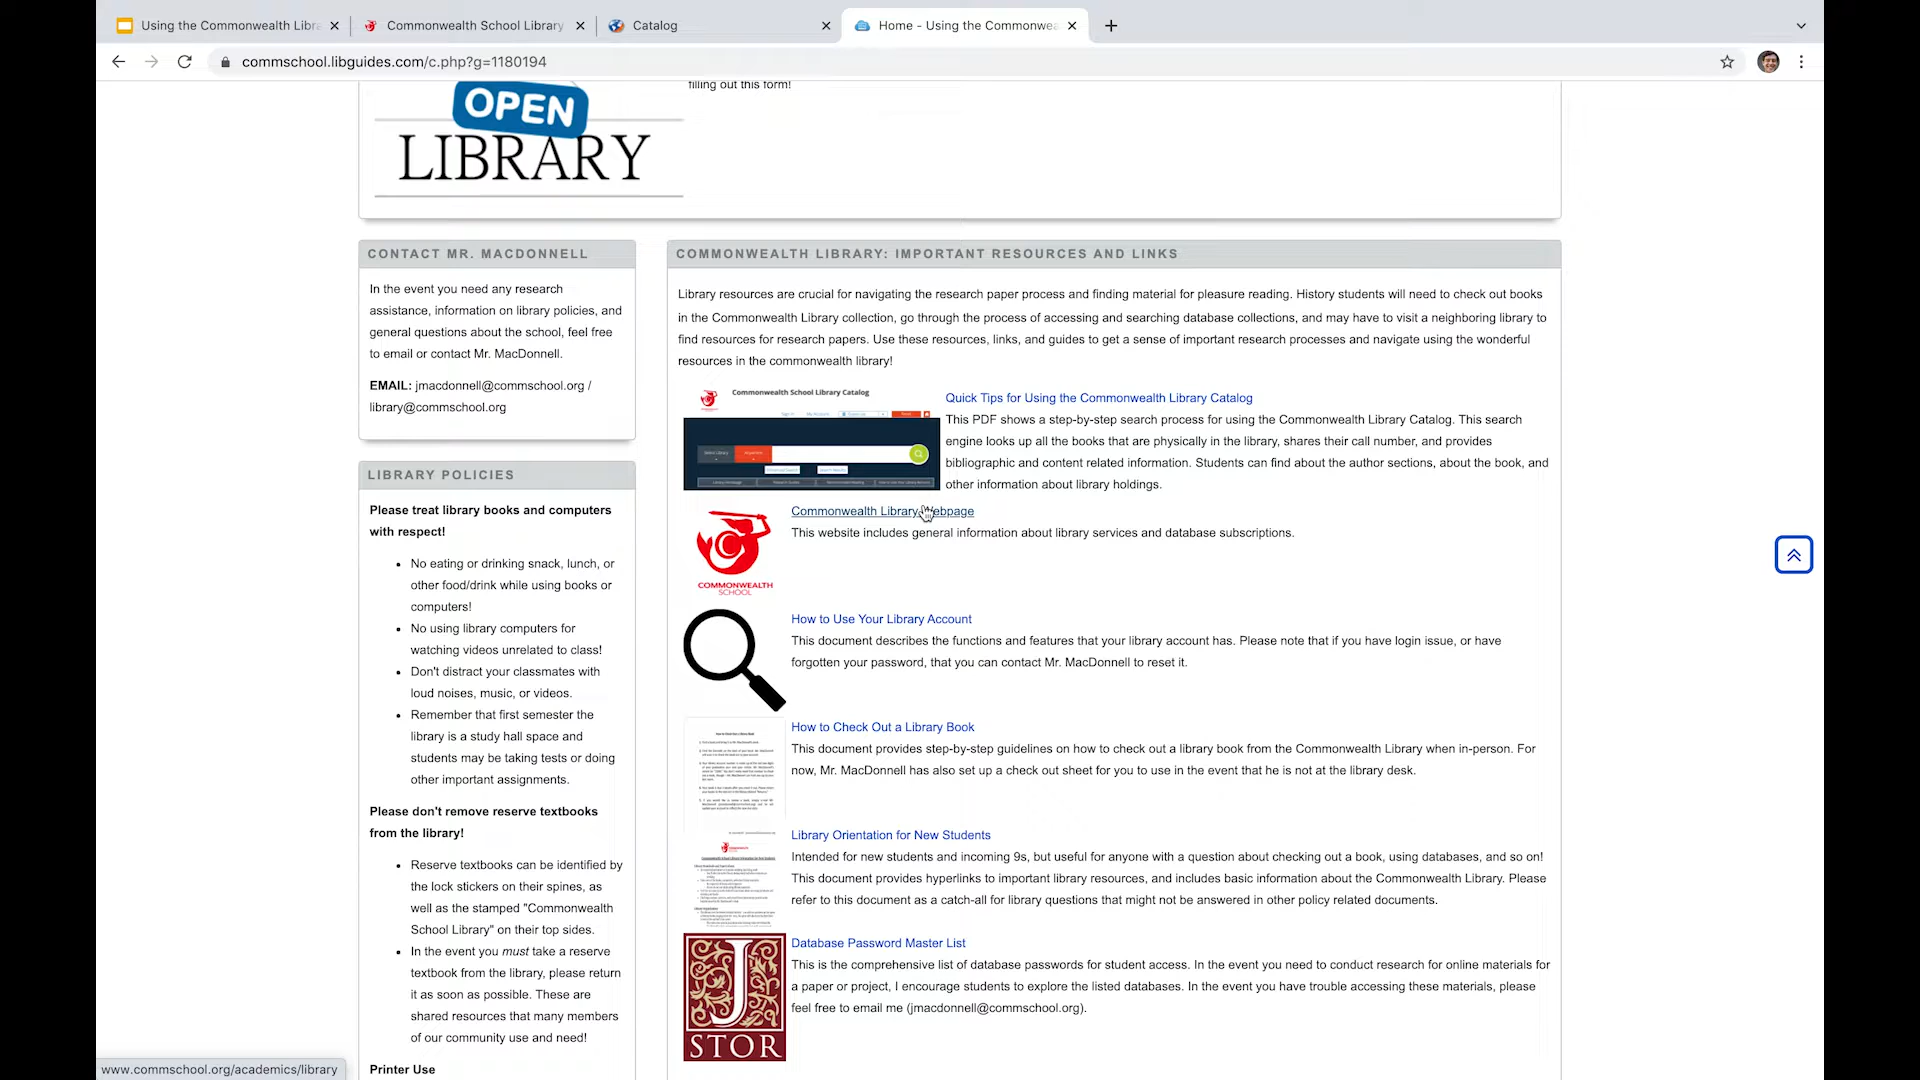 Using the Commonwealth Libra
Commonwealth School Library
Catalog
Home - Using the Commonwea
commschool.libguides.com/c.php?g=1180194
filling out this form!
OPEN
LIBRARY
CONTACT MR. MACDONNELL
In the event you need any research
assistance, information on library policies, and
general questions about the school, feel free
to email or contact Mr. MacDonnell.
EMAIL: jmacdonnell@commschool.org /
library@commschool.org
LIBRARY POLICIES
Please treat library books and computers
with respect!
No eating or drinking snack, lunch, or
other food/drink while using books or
computers!
No using library computers for
watching videos unrelated to class!
Don't distract your classmates with
loud noises, music, or videos.
Remember that first semester the
library is a study hall space and
students may be taking tests or doing
other important assignments.
Please don't remove reserve textbooks
from the library!
Reserve textbooks can be identified by
the lock stickers on their spines, as
well as the stamped "Commonwealth
School Library" on their top sides.
In the event you must take a reserve
textbook from the library, please return
it as soon as possible. These are
shared resources that many members
of our community use and need!
Printer Use
COMMONWEALTH LIBRARY: IMPORTANT RESOURCES AND LINKS
Library resources are crucial for navigating the research paper process and finding material for pleasure reading. History students will need to check out books
in the Commonwealth Library collection, go through the process of accessing and searching database collections, and may have to visit a neighboring library to
find resources for research papers. Use these resources, links, and guides to get a sense of important research processes and navigate using the wonderful
resources in the commonwealth library!
Commonwealth School Library Catalog
Quick Tips for Using the Commonwealth Library Catalog
This PDF shows a step-by-step search process for using the Commonwealth Library Catalog. This search
engine looks up all the books that are physically in the library, shares their call number, and provides
bibliographic and content related information. Students can find about the author sections, about the book, and
other information about library holdings.
Commonwealth Library Webpage
This website includes general information about library services and database subscriptions.
COMMONWEALTH
SCHOOL
How to Use Your Library Account
This document describes the functions and features that your library account has. Please note that if you have login issue, or have
forgotten your password, that you can contact Mr. MacDonnell to reset it.
How to Check Out a Library Book
This document provides step-by-step guidelines on how to check out a library book from the Commonwealth Library when in-person. For
now, Mr. MacDonnell has also set up a check out sheet for you to use in the event that he is not at the library desk.
Library Orientation for New Students
Intended for new students and incoming 9s, but useful for anyone with a question about checking out a book, using databases, and so on!
This document provides hyperlinks to important library resources, and includes basic information about the Commonwealth Library. Please
refer to this document as a catch-all for library questions that might not be answered in other policy related documents.
Database Password Master List
This is the comprehensive list of database passwords for student access. In the event you need to conduct research for online materials for
a paper or project, I encourage students to explore the listed databases. In the event you have trouble accessing these materials, please
feel free to email me (jmacdonnell@commschool.org).
J
STOR
www.commschool.org/academics/library